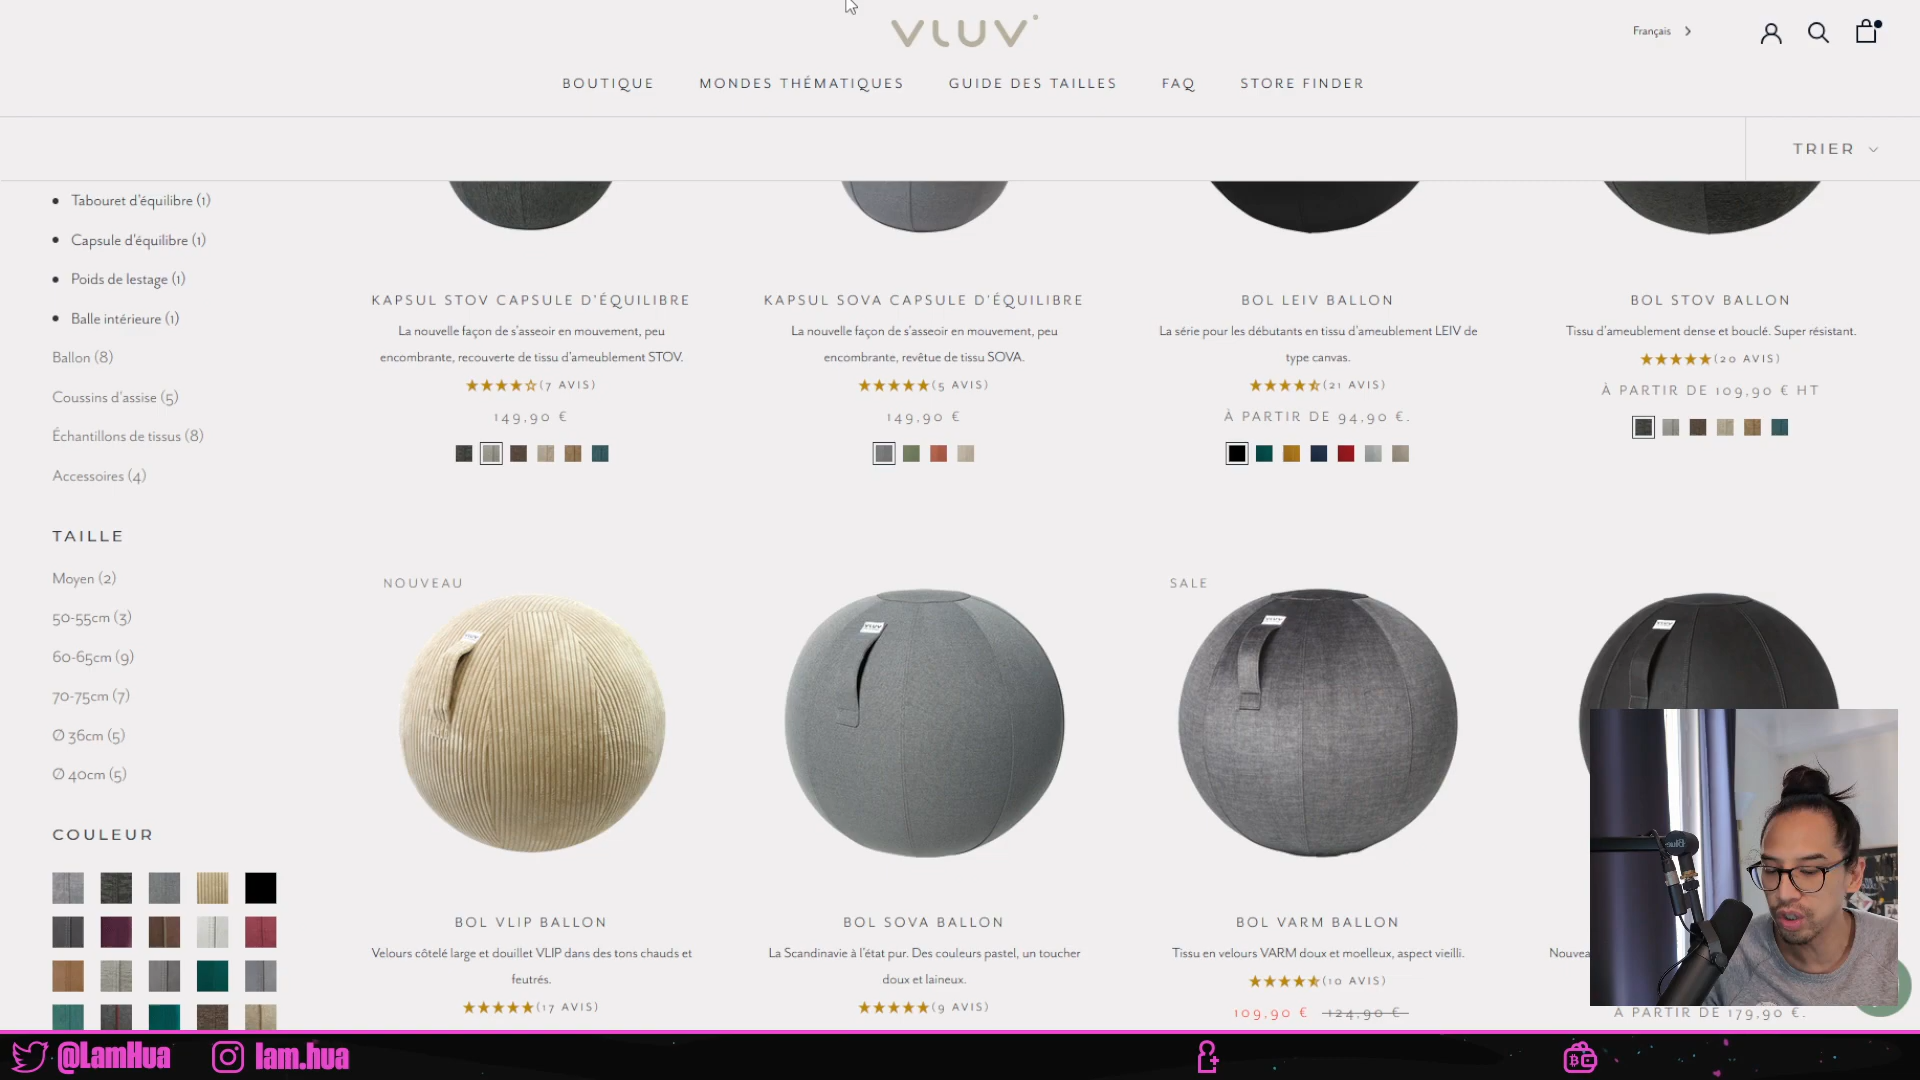 VLUV
Français
BOUTIQUE MONDES THÉMATIQUES GUIDE DES TAILLES FAQ STORE FINDER
TRIER
Tabouret d'équilibre (1)
Capsule d'équilibre (1)
Poids de lestage (1)
Balle intérieure (1)
Ballon (8)
Coussins d'assise (5)
Échantillons de tissus (8)
Accessoires (4)
TAILLE
Moyen (2)
50-55cm (3)
60-65cm (9)
70-75cm (7)
Ø 36cm (5)
Ø 40cm (5)
COULEUR
KAPSUL STOV CAPSULE D'ÉQUILIBRE
La nouvelle façon de s'asseoir en mouvement, peu
encombrante, recouverte de tissu d'ameublement STOV.
(7 AVIS)
149,90 €
KAPSUL SOVA CAPSULE D'ÉQUILIBRE
La nouvelle façon de s'asseoir en mouvement, peu
encombrante, revêtue de tissu SOVA.
(5 AVIS)
149,90 €
BOL LEIV BALLON
La série pour les débutants en tissu d'ameublement LEIV de
type canvas.
(21 AVIS)
À PARTIR DE 94,90 €.
BOL STOV BALLON
Tissu d'ameublement dense et bouclé. Super résistant.
(20 AVIS)
À PARTIR DE 109,90 € HT
NOUVEAU
BOL VLIP BALLON
Velours côtelé large et douillet VLIP dans des tons chauds et
feutrés.
(17 AVIS)
BOL SOVA BALLON
La Scandinavie à l'état pur. Des couleurs pastel, un toucher
doux et laineux.
(9 AVIS)
SALE
BOL VARM BALLON
Tissu en velours VARM doux et moelleux, aspect vieilli.
(10 AVIS)
109,90 € 124,90 €
Nouvea
À PARTIR DE 179,90 €.
@LamHua
lam.hua